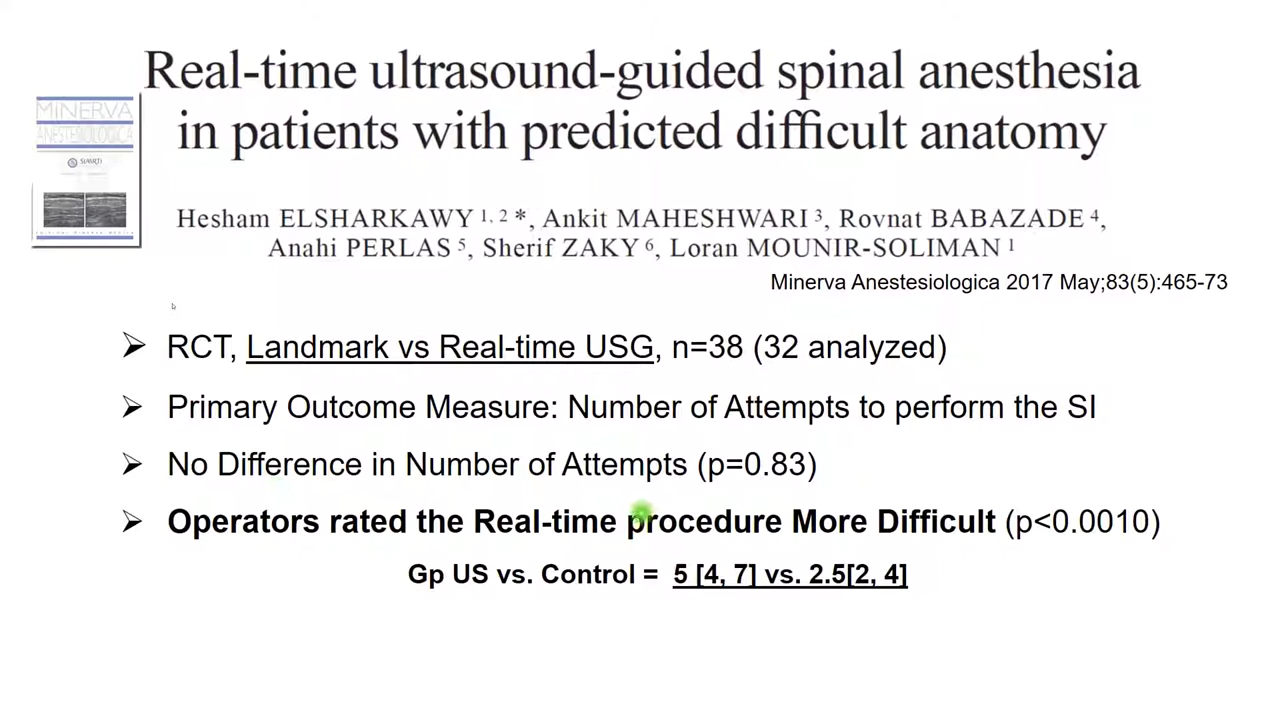 Real-time ultrasound-guided spinal anesthesia
in patients with predicted difficult anatomy
MINERVA
ANESTESIOLOGICA
SIAARTI
Hesham ELSHARKAWY 1, 2 *, Ankit MAHESHWARI 3, Rovnat BABAZADE 4,
Anahi PERLAS 5, Sherif ZAKY 6, Loran MOUNIR-SOLIMAN 1
Minerva Anestesiologica 2017 May;83(5):465-73
➢ RCT, Landmark vs Real-time USG, n=38 (32 analyzed)
➢ Primary Outcome Measure: Number of Attempts to perform the SI
➢ No Difference in Number of Attempts (p=0.83)
➢ Operators rated the Real-time procedure More Difficult (p<0.0010)
Gp US vs. Control = 5 [4, 7] vs. 2.5[2, 4]